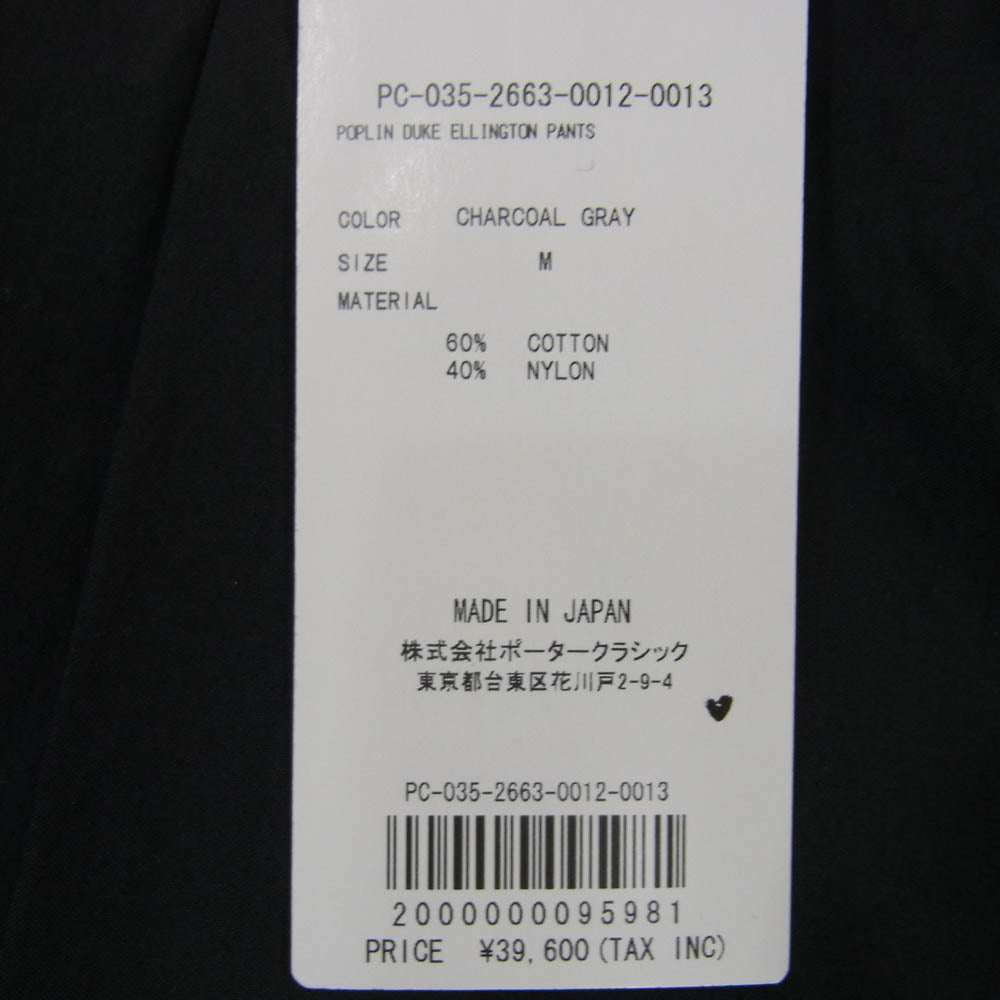 PC-035-2663-0012-0013
POPLIN DUKE ELLINGTON PANTS
COLOR CHARCOAL GRAY
SIZE M
MATERIAL
60% COTTON
40% NYLON
MADE IN JAPAN
株式会社ポータークラシック
東京都台東区花川戸2-9-4
PC-035-2663-0012-0013
2000000095981
PRICE ¥39,600(TAX INC)